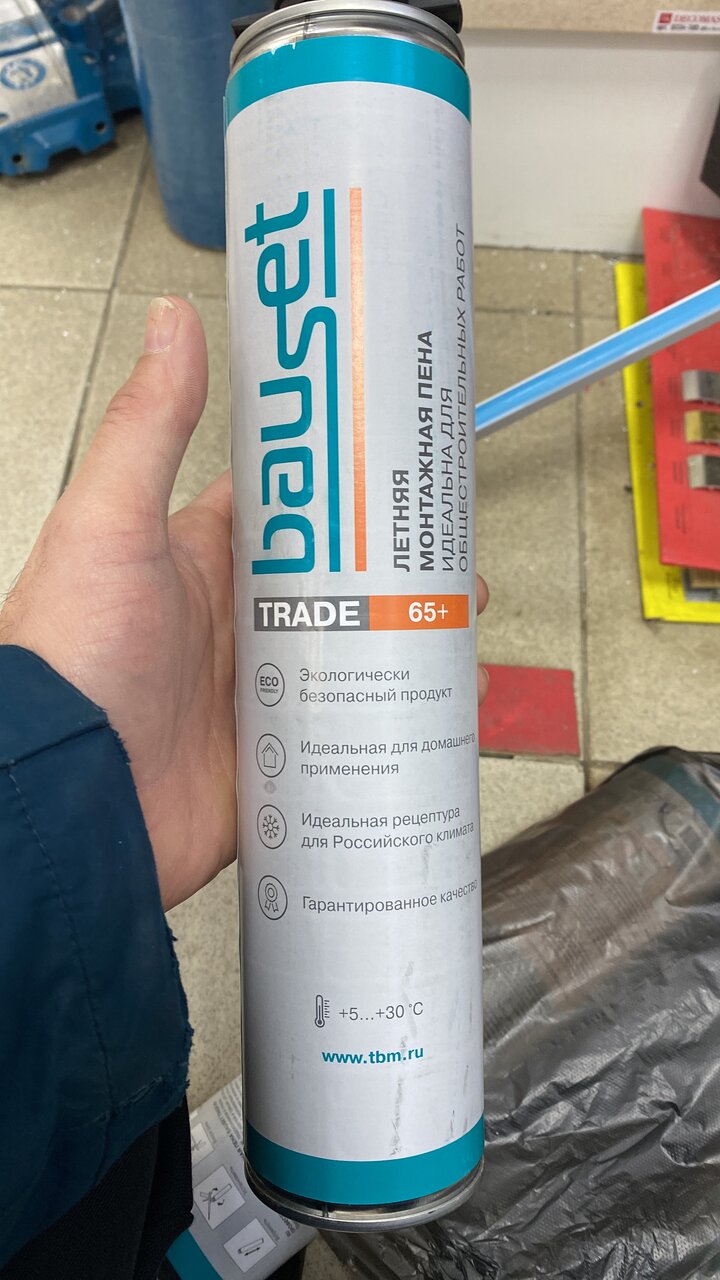 bauset
ЛЕТНЯЯ
МОНТАЖНАЯ ПЕНА
ИДЕАЛЬНА ДЛЯ
ОБЩЕСТРОИТЕЛЬНЫХ РАБОТ
TRADE 65+
ECO
FRIENDLY
Экологически
безопасный продукт
Идеальная для домашнего
применения
Идеальная рецептура
для Российского климата
Гарантированное качество
+5...+30 °C
www.tbm.ru